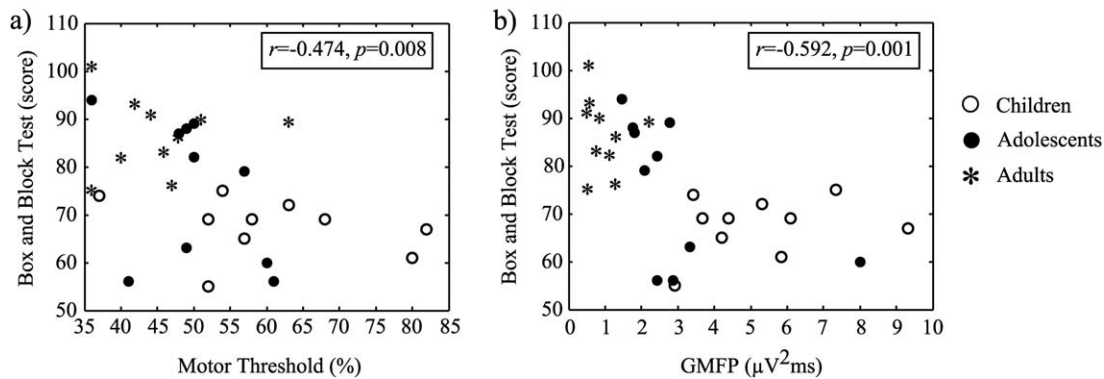 a)
r=-0.474, p=0.008
Box and Block Test (score)
110
100
90
80
70
60
50
35 40 45 50 55 60 65 70 75 80 85
Motor Threshold (%)
b)
r=-0.592, p=0.001
Box and Block Test (score)
110
100
90
80
70
60
50
0 1 2 3 4 5 6 7 8 9 10
GMFP (µV²ms)
Children
Adolescents
Adults